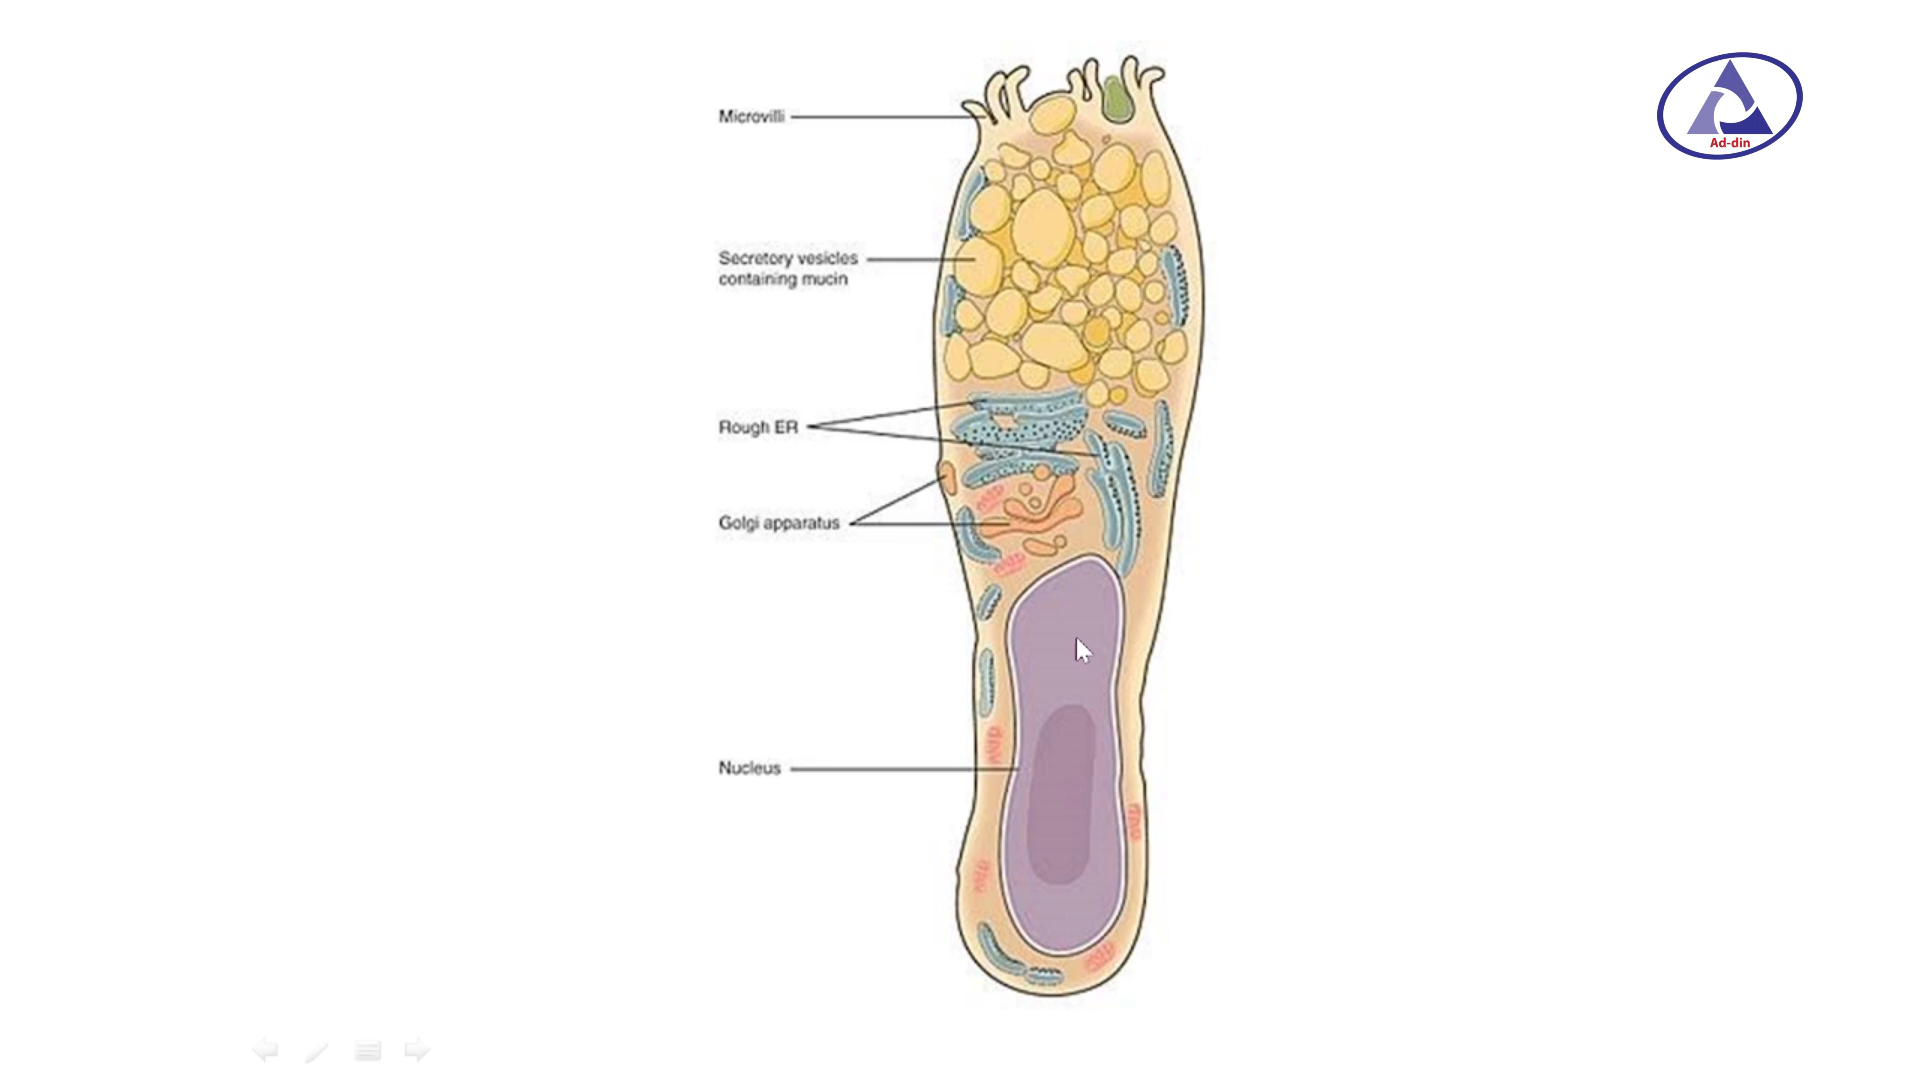 Ad-din
Microvilli
Secretory vesicles
containing mucin
Rough ER
Golgi apparatus
Nucleus